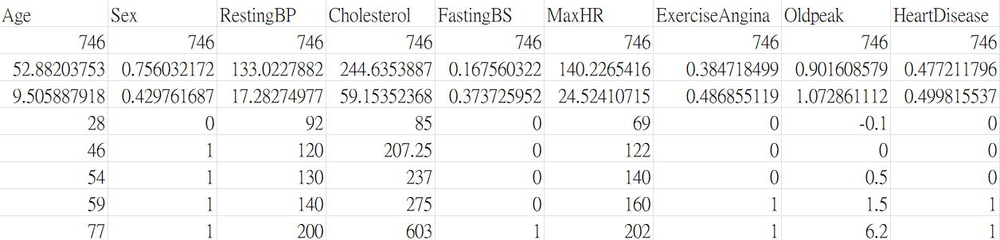 Age Sex RestingBP Cholesterol FastingBS MaxHR ExerciseAngina Oldpeak HeartDisease
746 746 746 746 746 746 746 746 746
52.88203753 0.756032172 133.0227882 244.6353887 0.167560322 140.2265416 0.384718499 0.901608579 0.477211796
9.505887918 0.429761687 17.28274977 59.15352368 0.373725952 24.52410715 0.486855119 1.072861112 0.499815537
28 0 92 85 0 69 0 -0.1 0
46 1 120 207.25 0 122 0 0 0
54 1 130 237 0 140 0 0.5 0
59 1 140 275 0 160 1 1.5 1
77 1 200 603 1 202 1 6.2 1